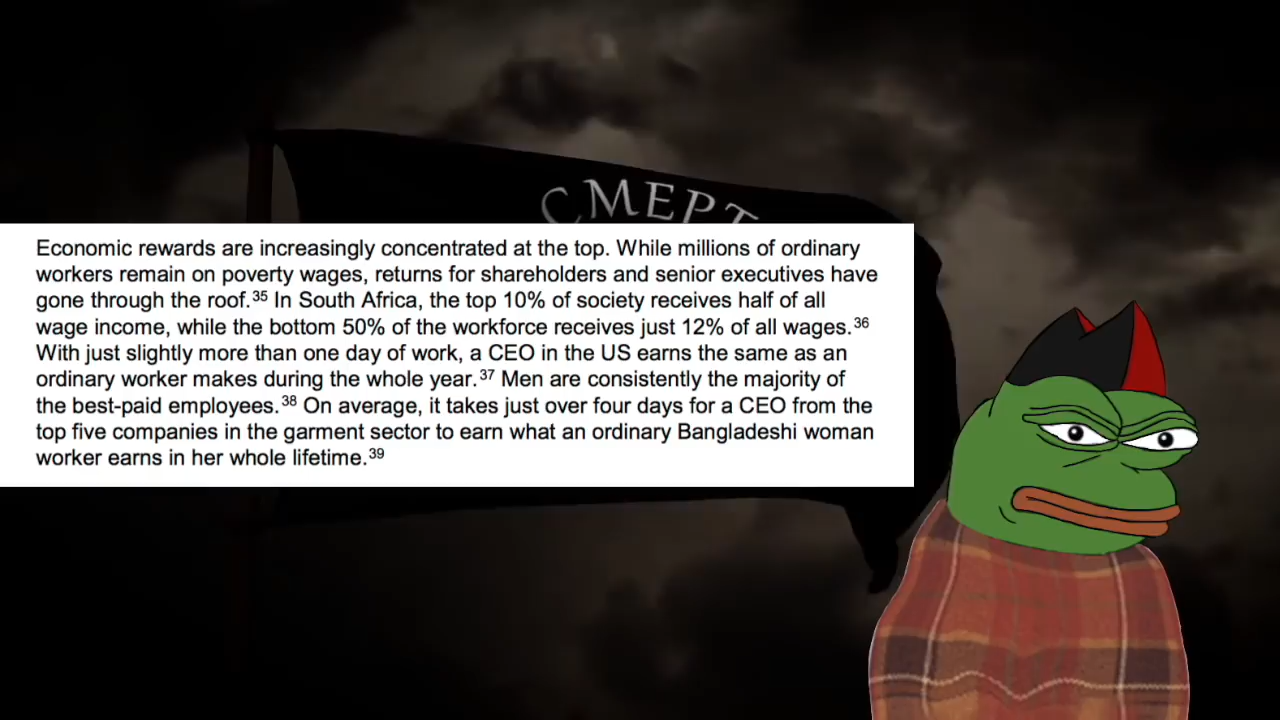 СМЕРТ
Economic rewards are increasingly concentrated at the top. While millions of ordinary
workers remain on poverty wages, returns for shareholders and senior executives have
gone through the roof.³⁵ In South Africa, the top 10% of society receives half of all
wage income, while the bottom 50% of the workforce receives just 12% of all wages.³⁶
With just slightly more than one day of work, a CEO in the US earns the same as an
ordinary worker makes during the whole year.³⁷ Men are consistently the majority of
the best-paid employees.³⁸ On average, it takes just over four days for a CEO from the
top five companies in the garment sector to earn what an ordinary Bangladeshi woman
worker earns in her whole lifetime.³⁹